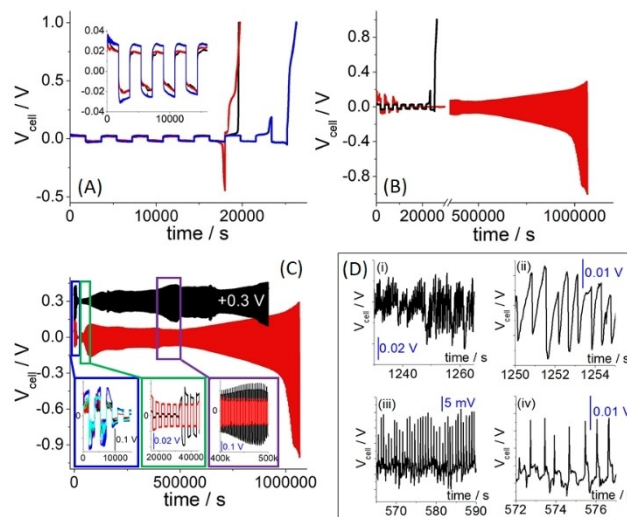 1.0
0.5
0.0
-0.5
V_cell / V
0.04
0.02
0.00
-0.02
-0.04
0
10000
0
10000
20000
time / s
(A)
0.8
0.4
0.0
-0.4
-0.8
V_cell / V
0
20000
500000
1000000
time / s
(B)
(C)
+0.3 V
0.3
0.0
-0.3
-0.6
-0.9
V_cell / V
0
0.1 V
0
10000
0
0.02 V
20000
40000
0
0.1 V
400k
500k
0
500000
1000000
time / s
(D)
(i)
V_cell / V
0.02 V
time / s
1230
1240
1250
1260
(ii)
0.01 V
V_cell / V
time / s
1250
1252
1254
(iii)
5 mV
V_cell / V
time / s
570
580
590
(iv)
0.01 V
V_cell / V
time / s
572
574
576